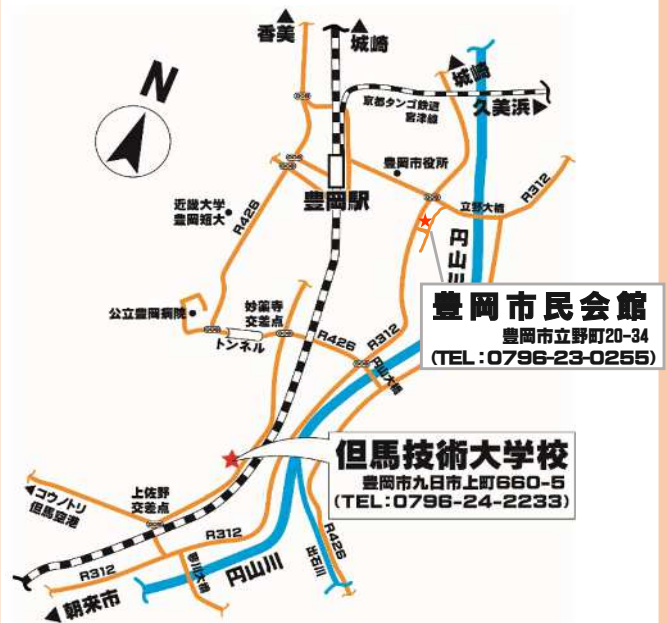 香美
城崎
N
城崎
京都タンゴ鉄道
宮津線
久美浜
豊岡市役所
R312
近畿大学
豊岡短大
R426
豊岡駅
立野大橋
円山川
豊岡市民会館
豊岡市立野町20-34
(TEL:0796-23-0255)
公立豊岡病院
妙薬寺
交差点
トンネル
R426
R312
円山大橋
但馬技術大学校
豊岡市九日市上町660-5
(TEL:0796-24-2233)
コウノトリ
但馬空港
上佐野
交差点
R312
R426
出石川
R312
円山川
朝来市